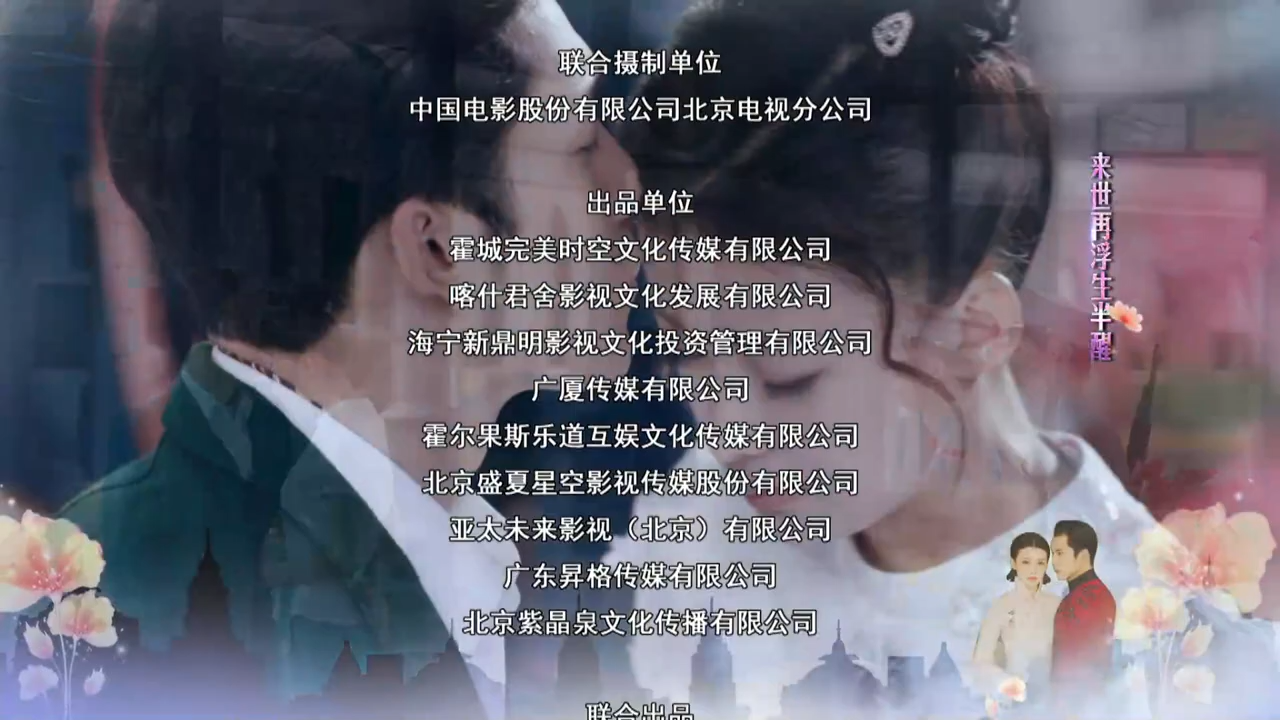 联合摄制单位
中国电影股份有限公司北京电视分公司
出品单位
霍城完美时空文化传媒有限公司
喀什君舍影视文化发展有限公司
海宁新鼎明影视文化投资管理有限公司
广厦传媒有限公司
霍尔果斯乐道互娱文化传媒有限公司
北京盛夏星空影视传媒股份有限公司
亚太未来影视（北京）有限公司
广东昇格传媒有限公司
北京紫晶泉文化传播有限公司
联合出品
来世再浮生半醒